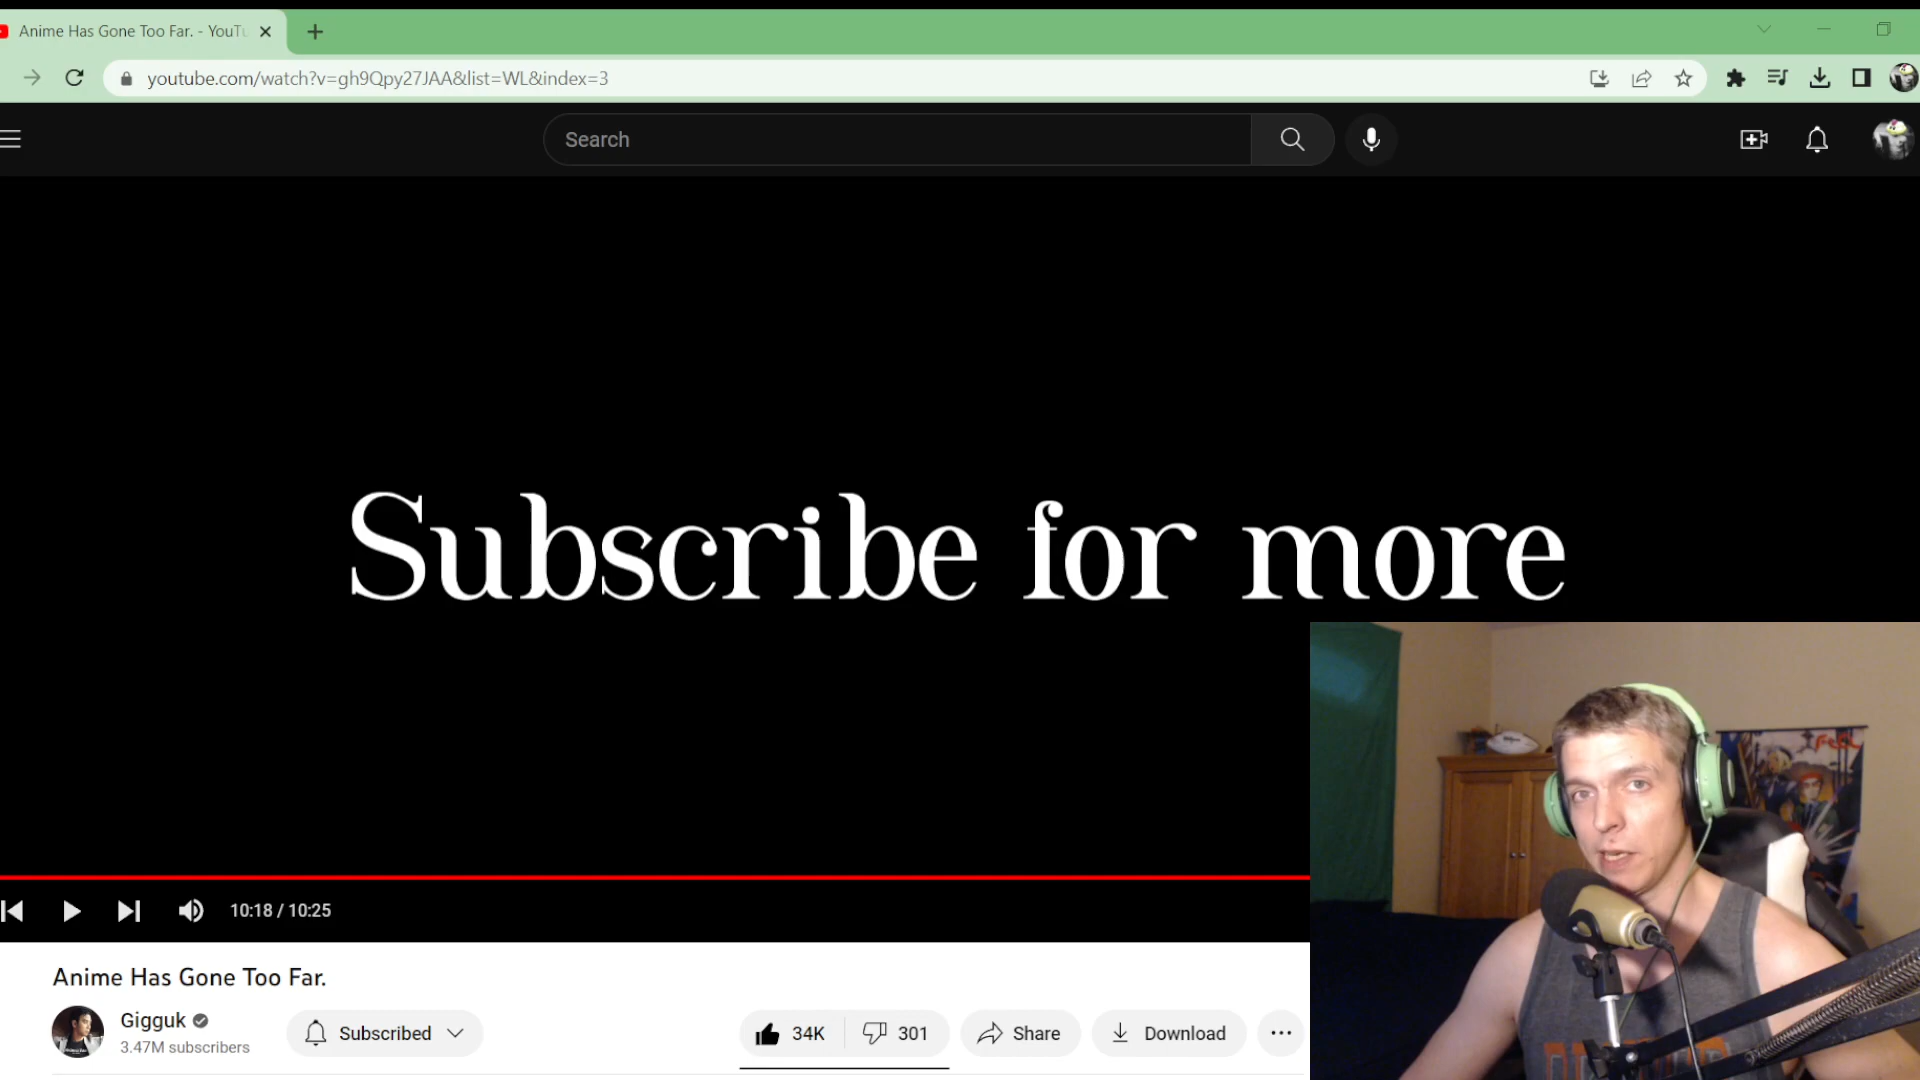 Anime Has Gone Too Far. - YouTu
youtube.com/watch?v=gh9Qpy27JAA&list=WL&index=3
Search
Subscribe for more
10:18 / 10:25
Anime Has Gone Too Far.
Gigguk
3.47M subscribers
Subscribed
34K
301
Share
Download